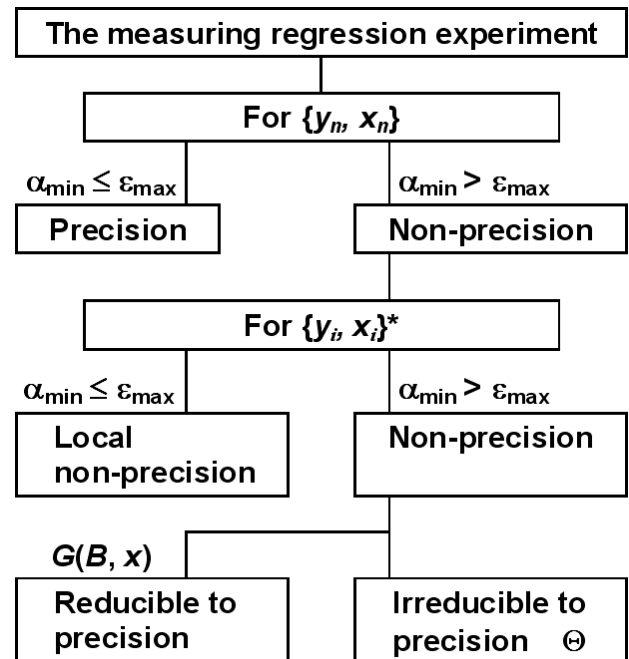 The measuring regression experiment
For {yn, xn}
αmin ≤ εmax
αmin > εmax
Precision
Non-precision
For {yi, xi}*
αmin ≤ εmax
αmin > εmax
Local
non-precision
Non-precision
G(B, x)
Reducible to
precision
Irreducible to
precision Θ